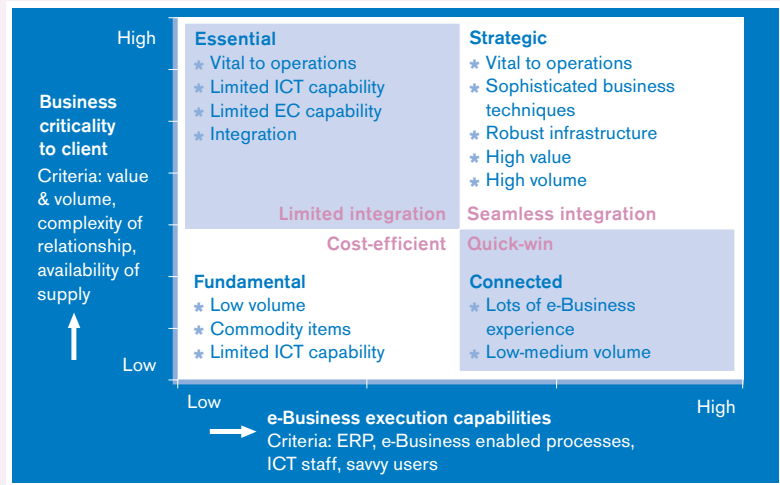 High
Business
criticality
to client
Criteria: value
& volume,
complexity of
relationship,
availability of
supply
Low
Essential
* Vital to operations
* Limited ICT capability
* Limited EC capability
* Integration
Limited integration
Strategic
* Vital to operations
* Sophisticated business
techniques
* Robust infrastructure
* High value
* High volume
Seamless integration
Cost-efficient
Fundamental
* Low volume
* Commodity items
* Limited ICT capability
Quick-win
Connected
* Lots of e-Business
experience
* Low-medium volume
Low
High
e-Business execution capabilities
Criteria: ERP, e-Business enabled processes,
ICT staff, savvy users